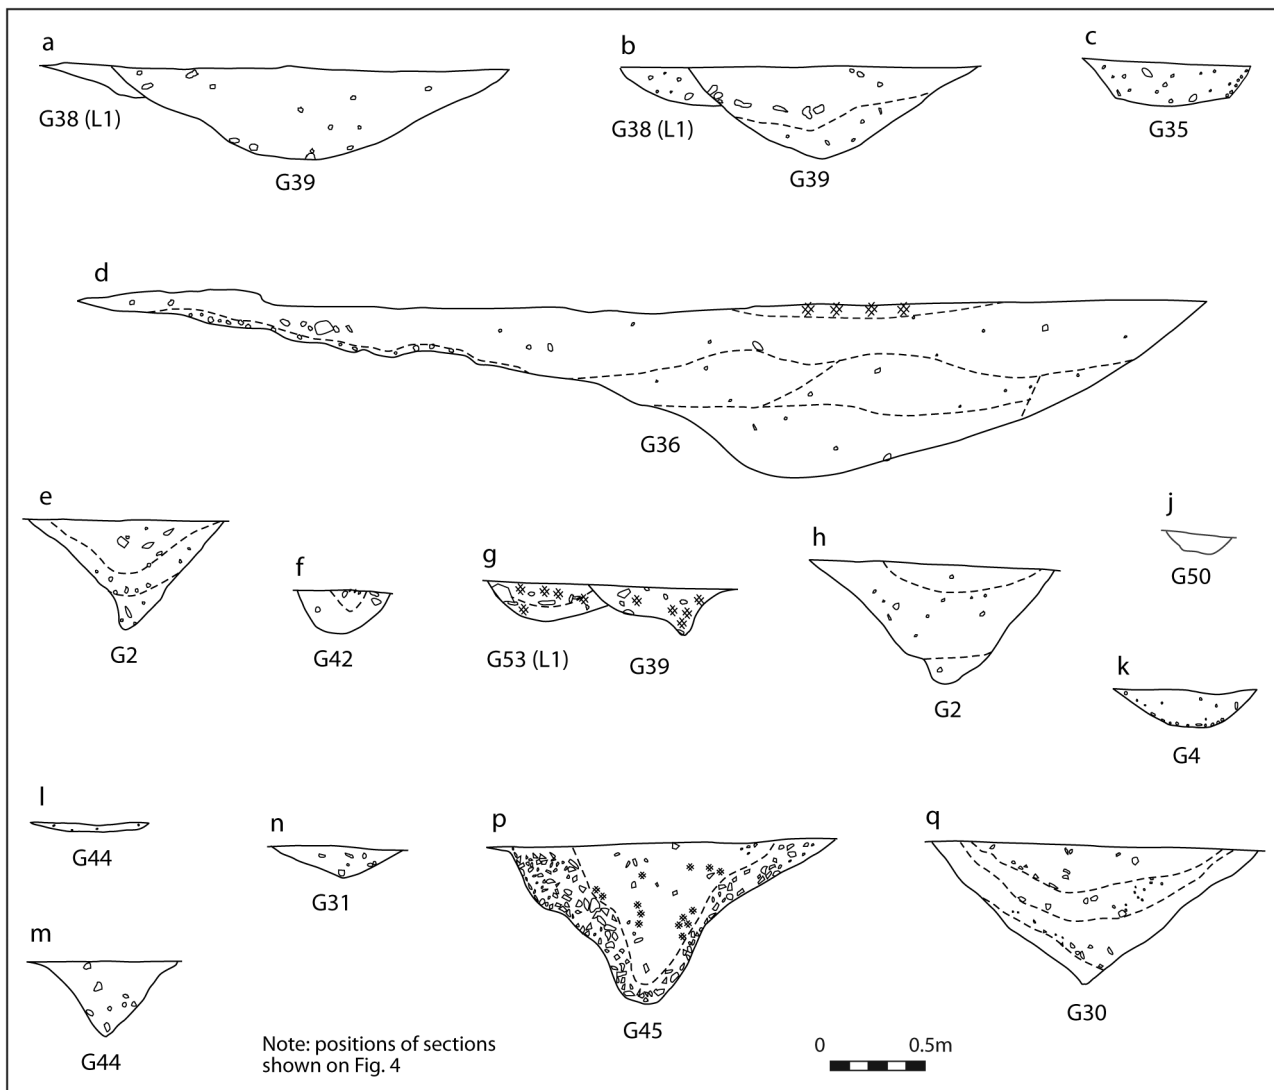 a
G38 (L1)
G39
b
G38 (L1)
G39
c
G35
d
G36
e
G2
f
G42
g
G53 (L1)
G39
h
G2
j
G50
k
G4
l
G44
m
G44
n
G31
p
G45
q
G30
Note: positions of sections
shown on Fig. 4
0 0.5m